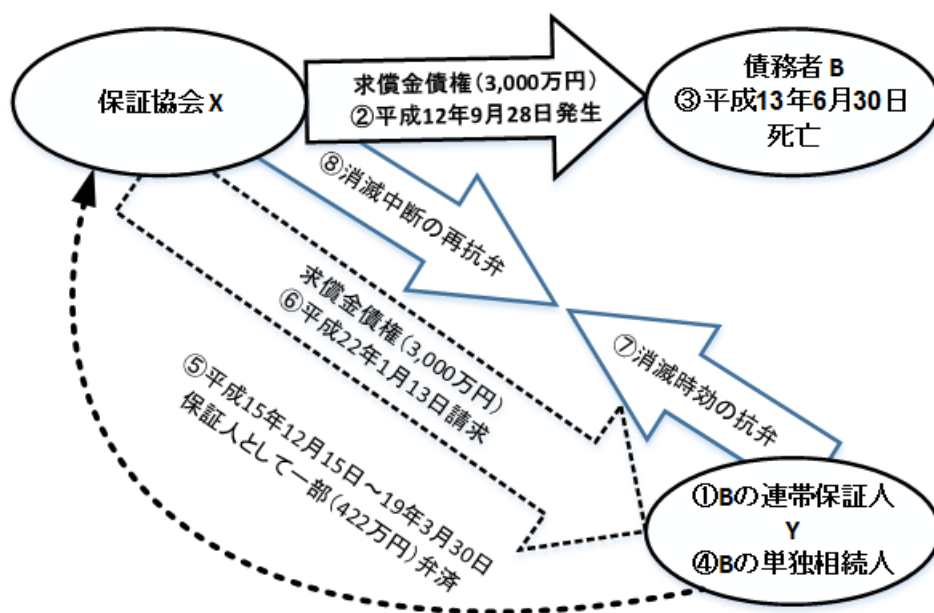 保証協会X
求償金債権(3,000万円)
②平成12年9月28日発生
債務者B
③平成13年6月30日
死亡
⑧消滅中断の再抗弁
求償金債権(3,000万円)
⑥平成22年1月13日請求
⑦消滅時効の抗弁
⑤平成15年12月15日~19年3月30日
保証人として一部(422万円)弁済
①Bの連帯保証人
Y
④Bの単独相続人